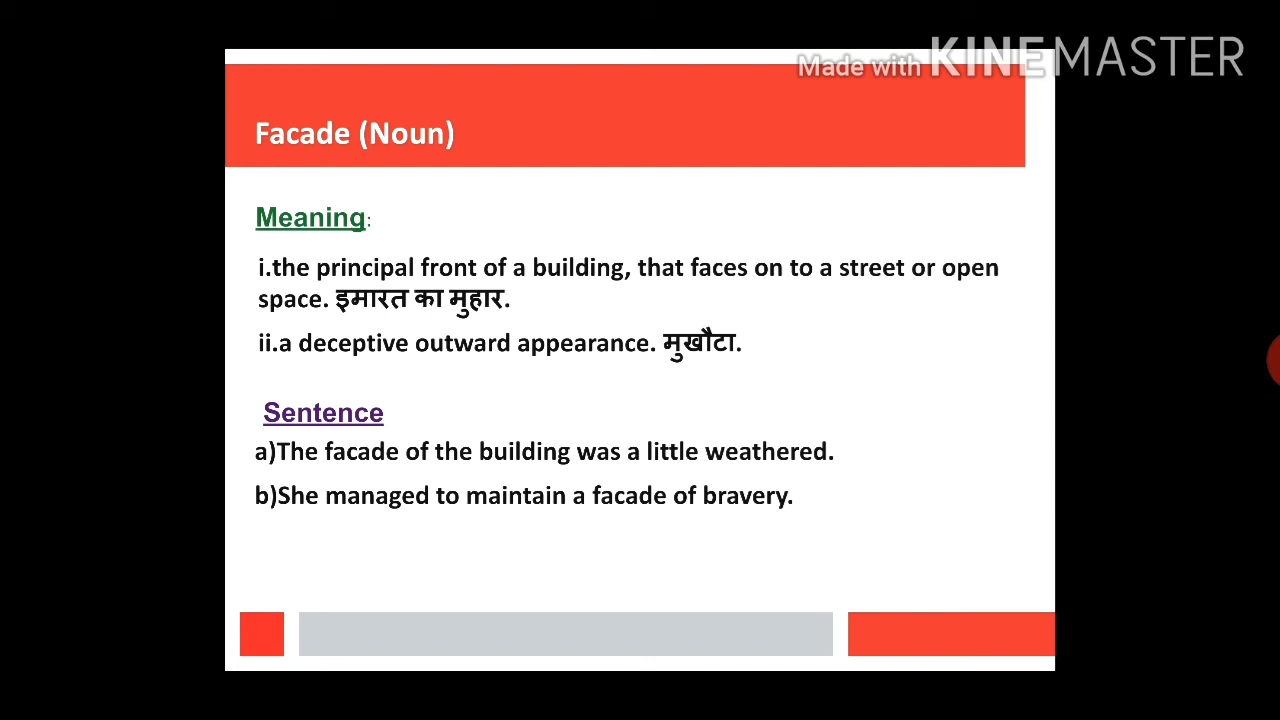 Made with KINEMASTER
Facade (Noun)
Meaning:
i.the principal front of a building, that faces on to a street or open
space. इमारत का मुहार.
ii.a deceptive outward appearance. मुखौटा.
Sentence
a)The facade of the building was a little weathered.
b)She managed to maintain a facade of bravery.